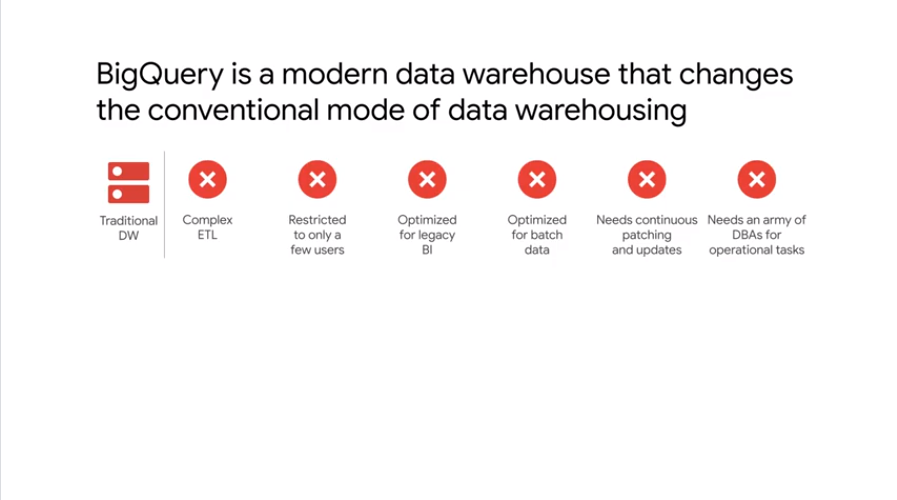 BigQuery is a modern data warehouse that changes
the conventional mode of data warehousing
Traditional
DW
Complex
ETL
Restricted
to only a
few users
Optimized
for legacy
BI
Optimized
for batch
data
Needs continuous
patching
and updates
Needs an army of
DBAs for
operational tasks